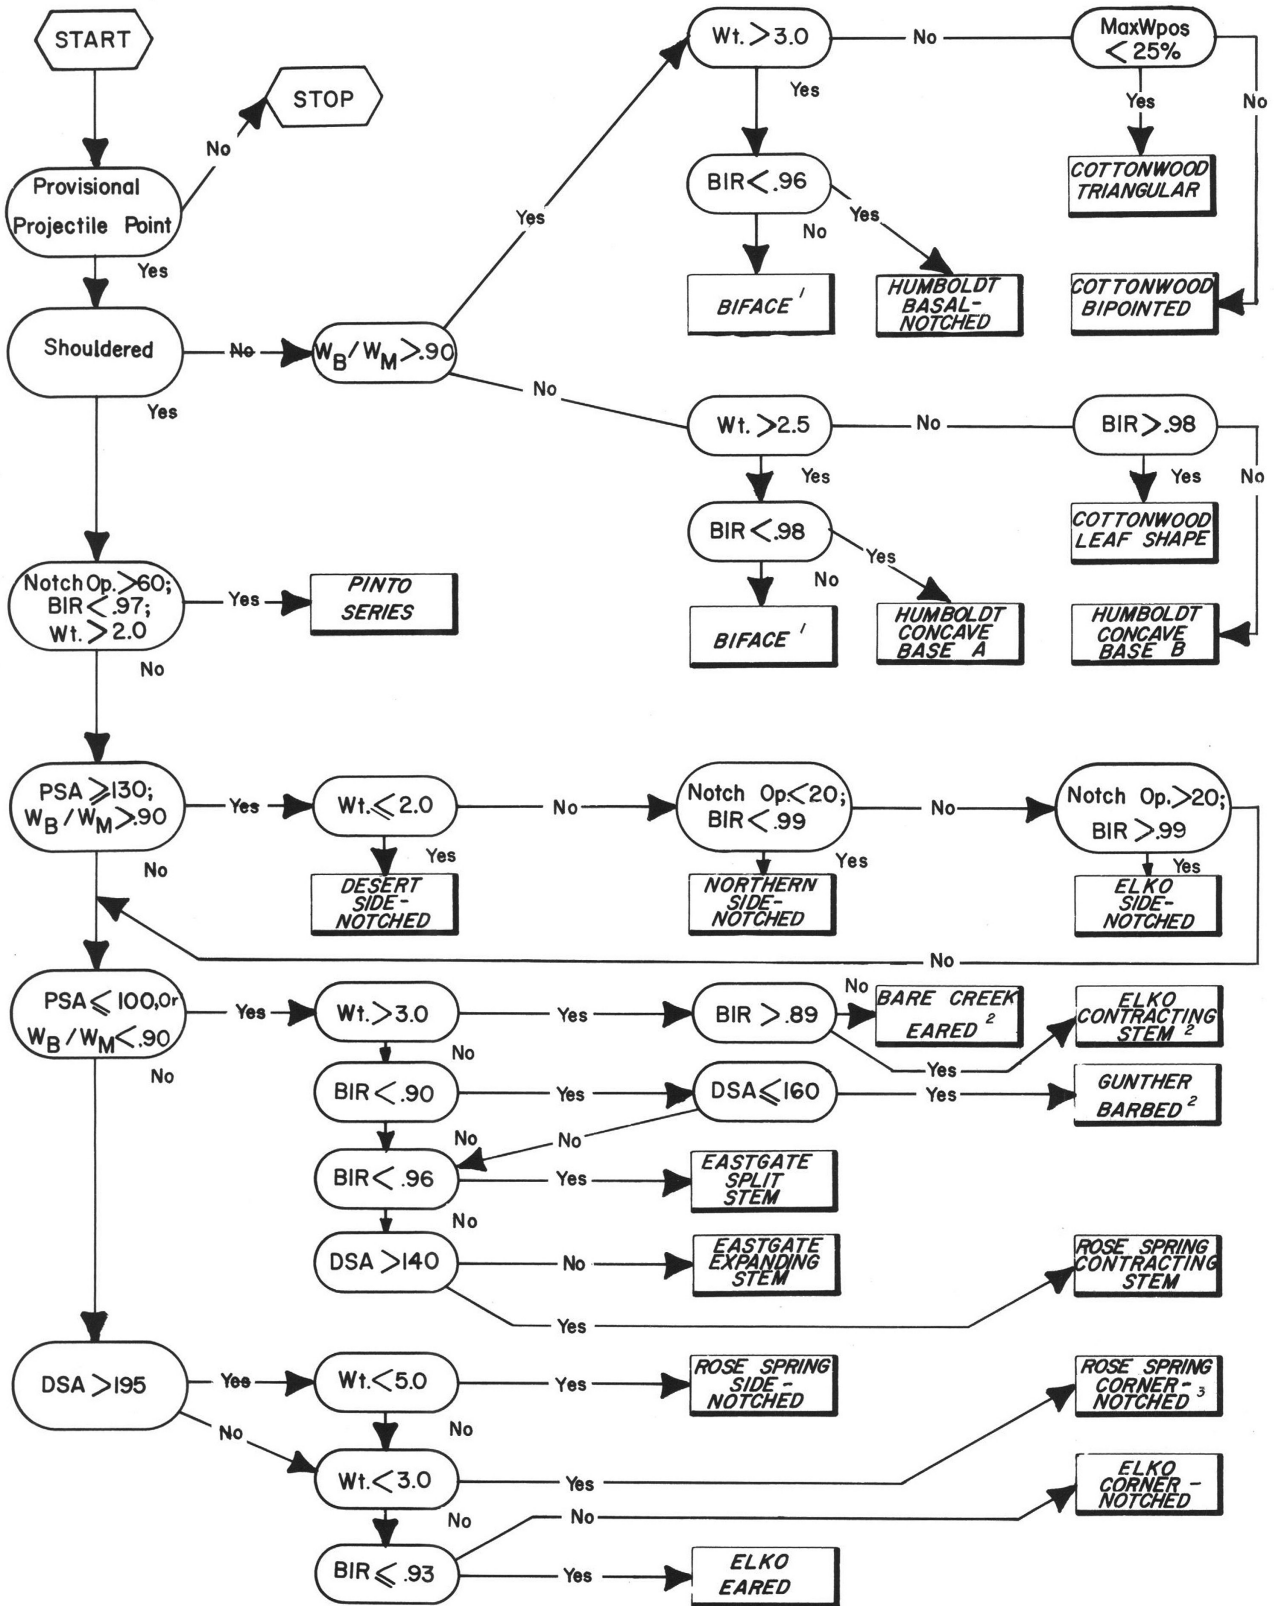 START
STOP
No
Provisional
Projectile Point
Yes
Shouldered
No
Yes
W_B/W_M >.90
Yes
No
Wt. >3.0
No
Yes
MaxWpos
<25%
Yes
No
COTTONWOOD
TRIANGULAR
BIR <.96
Yes
No
BIFACE 1
HUMBOLDT
BASAL-
NOTCHED
COTTONWOOD
BIPOINTED
Wt. >2.5
No
Yes
BIR >.98
Yes
No
BIR <.98
Yes
No
COTTONWOOD
LEAF SHAPE
BIFACE 1
HUMBOLDT
CONCAVE
BASE A
HUMBOLDT
CONCAVE
BASE B
Notch Op. >60;
BIR <.97;
Wt. >2.0
Yes
No
PINTO
SERIES
PSA ≥130;
W_B/W_M >.90
Yes
No
Wt. ≤2.0
No
Yes
DESERT
SIDE-
NOTCHED
Notch Op.<20;
BIR <.99
No
Yes
NORTHERN
SIDE-
NOTCHED
Notch Op. >20;
BIR >.99
Yes
ELKO
SIDE-
NOTCHED
No
PSA ≤ 100, Or
W_B/W_M <.90
Yes
No
Wt. >3.0
Yes
No
BIR >.89
No
BARE CREEK
EARED 2
Yes
ELKO
CONTRACTING
STEM 2
BIR <.90
Yes
No
DSA ≤160
Yes
No
GUNTHER
BARBED 2
BIR < .96
Yes
No
EASTGATE
SPLIT
STEM
DSA >140
No
Yes
EASTGATE
EXPANDING
STEM
ROSE SPRING
CONTRACTING
STEM
DSA >195
Yes
No
Wt. <5.0
Yes
No
ROSE SPRING
SIDE-
NOTCHED
Wt. <3.0
Yes
No
ROSE SPRING
CORNER-
NOTCHED 3
BIR ≤ .93
No
Yes
ELKO
CORNER-
NOTCHED
ELKO
EARED